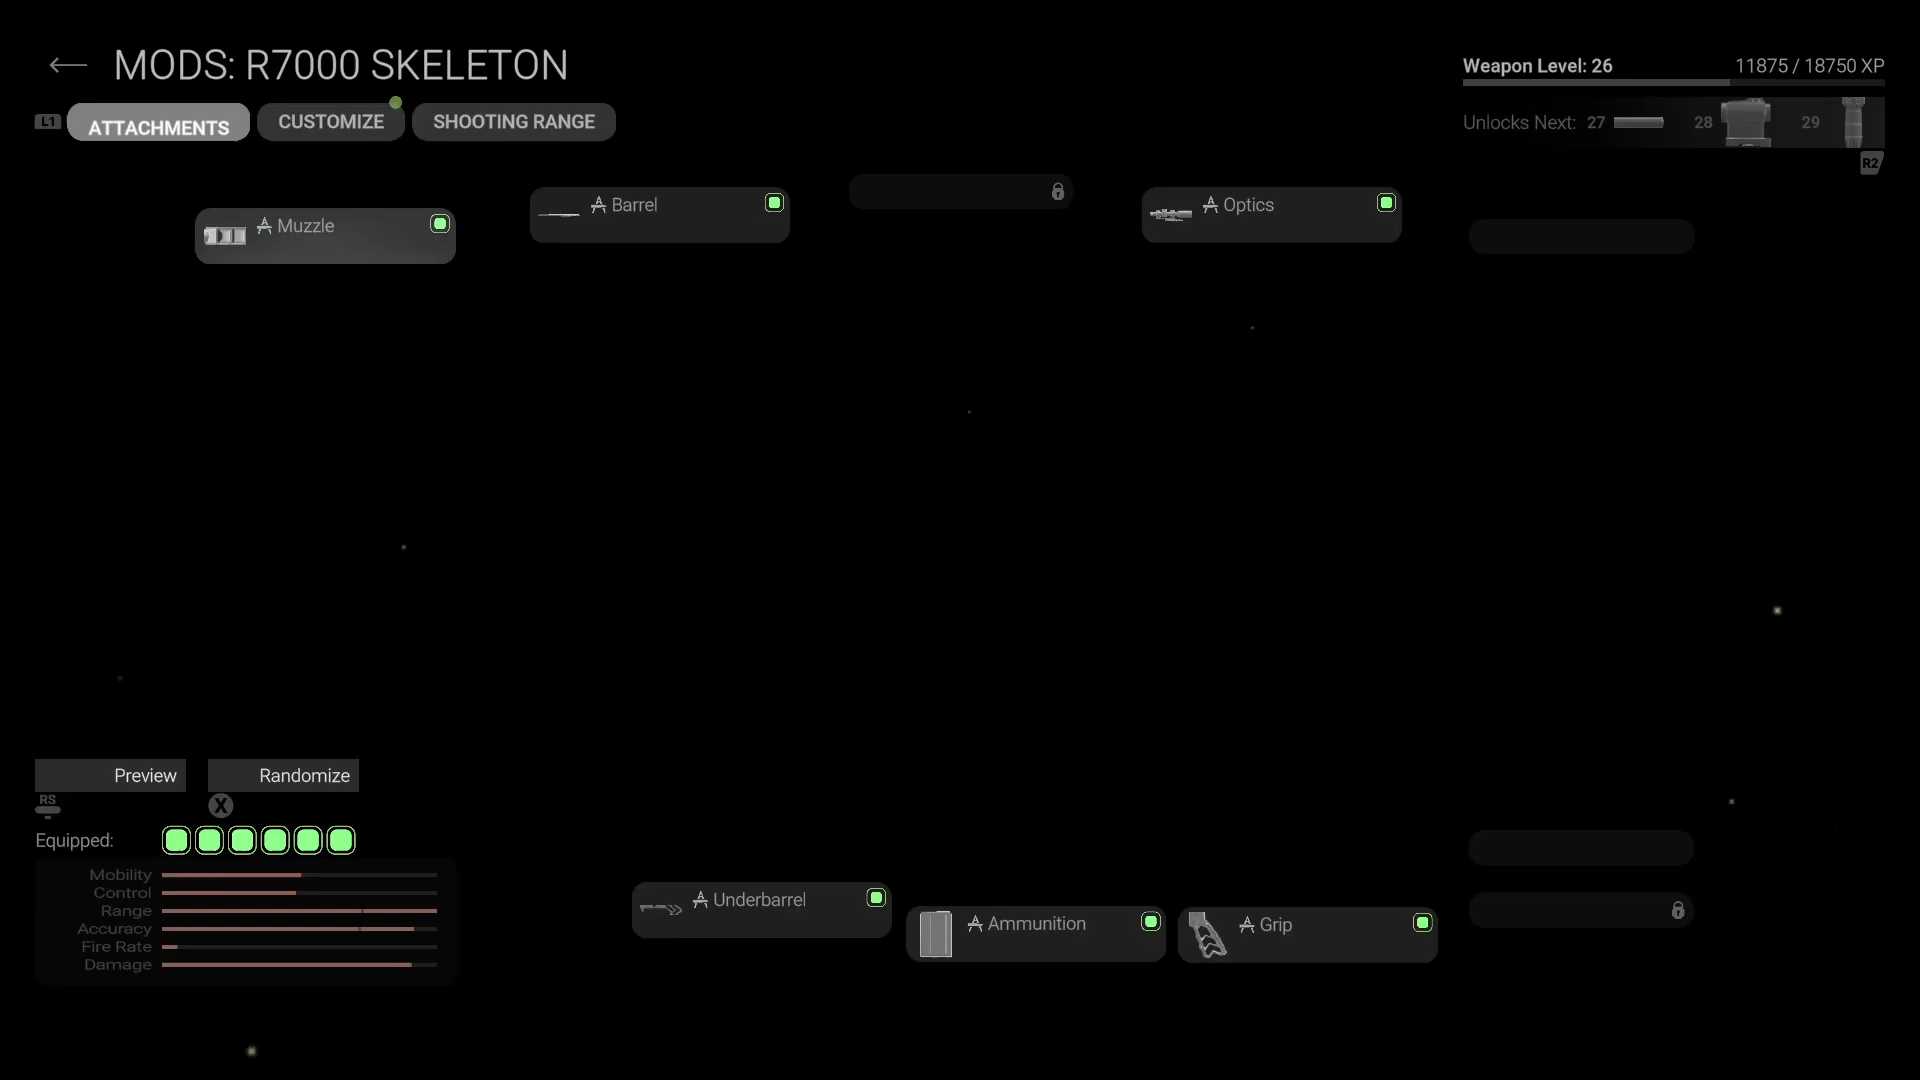 MODS: R7000 SKELETON
L1 ATTACHMENTS CUSTOMIZE SHOOTING RANGE
Weapon Level: 26 11875 / 18750 XP
Unlocks Next: 27 28 29
R2
Muzzle
Barrel
Optics
Preview Randomize
RS X
Equipped:
Mobility
Control
Range
Accuracy
Fire Rate
Damage
Underbarrel
Ammunition
Grip